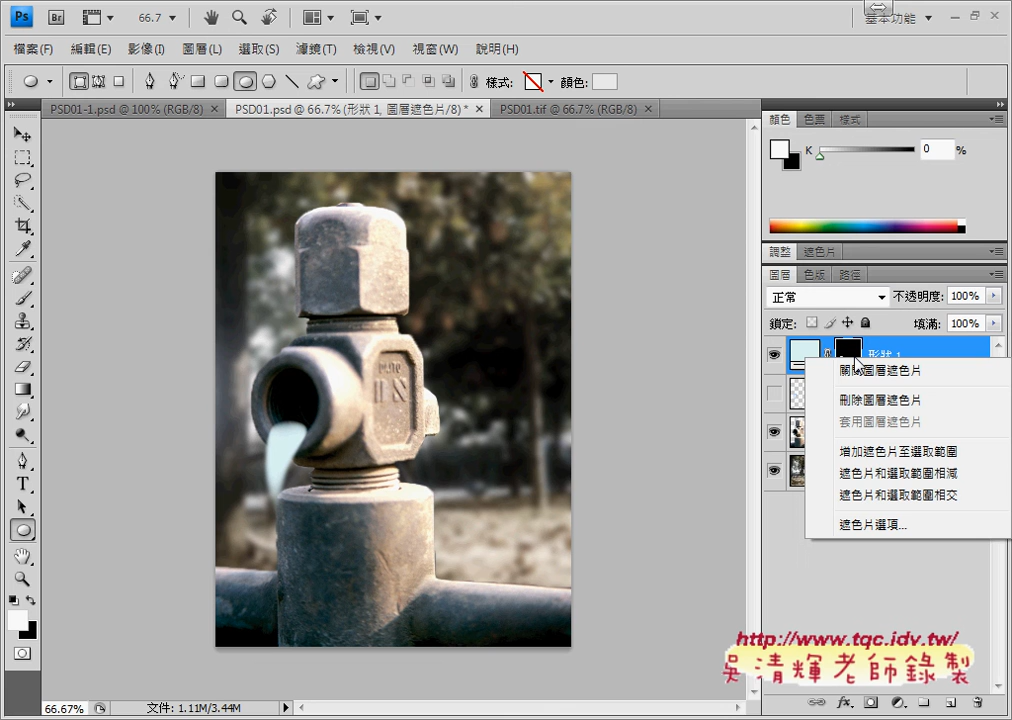 Ps Br 66.7 基本功能
檔案(F) 編輯(E) 影像(I) 圖層(L) 選取(S) 濾鏡(T) 檢視(V) 視窗(W) 說明(H)
樣式: 顏色:
PSD01-1.psd @ 100% (RGB/8) PSD01.psd @ 66.7% (形狀 1, 圖層遮色片/8) * PSD01.tif @ 66.7% (RGB/8)
顏色 色票 樣式
K 0 %
調整 遮色片
圖層 色版 路徑
正常 不透明度: 100%
鎖定: 填滿: 100%
形狀 1
圖層遮色片
刪除圖層遮色片
套用圖層遮色片
增加遮色片至選取範圍
遮色片和選取範圍相減
遮色片和選取範圍相交
遮色片選項...
T
http://www.tqc.idv.tw/
吳清輝老師錄製
66.67% 文件: 1.11M/3.44M
fx